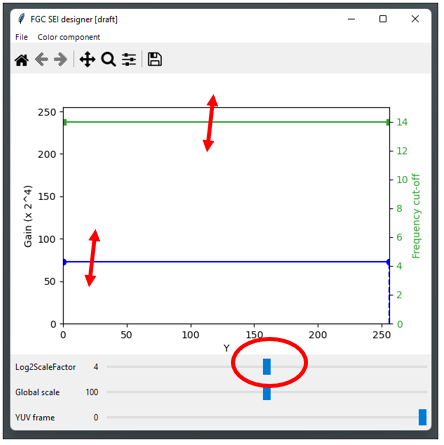 FGC SEI designer [draft]
File Color component
250
200
150
100
50
0
Gain (x 2^4)
14
12
10
8
6
4
2
0
Frequency cut-off
0 50 100 150 200 250
Y
Log2ScaleFactor 4
Global scale 100
YUV frame 0